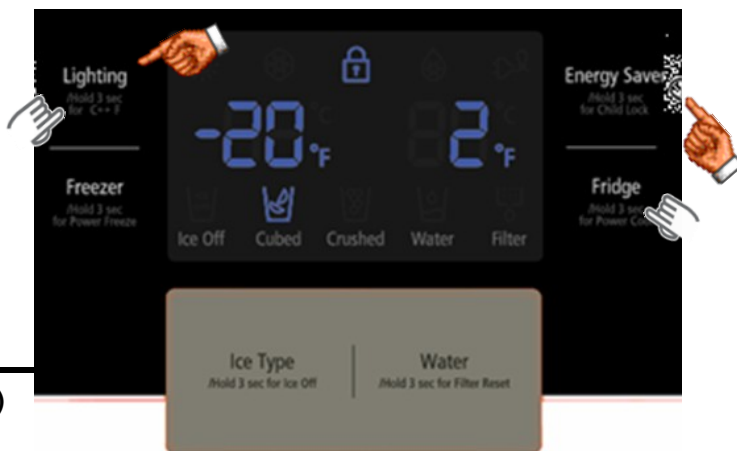 Lighting
/Hold 3 sec
for C↔ F
Energy Saver
/Hold 3 sec
for Child Lock
-20 °F
2 °F
Freezer
/Hold 3 sec
for Power Freeze
Fridge
/Hold 3 sec
for Power
Ice Off Cubed Crushed Water Filter
Ice Type
/Hold 3 sec for Ice Off
Water
/Hold 3 sec for Filter Reset
)